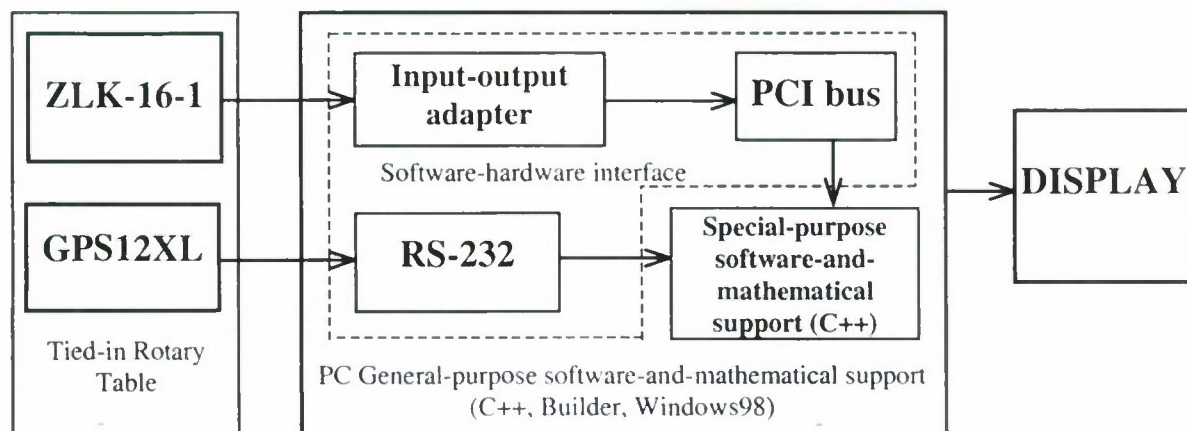 ZLK-16-1
GPS12XL
Tied-in Rotary
Table
Input-output
adapter
PCI bus
Software-hardware interface
RS-232
Special-purpose
software-and-
mathematical
support (C++)
PC General-purpose software-and-mathematical support
(C++, Builder, Windows98)
DISPLAY